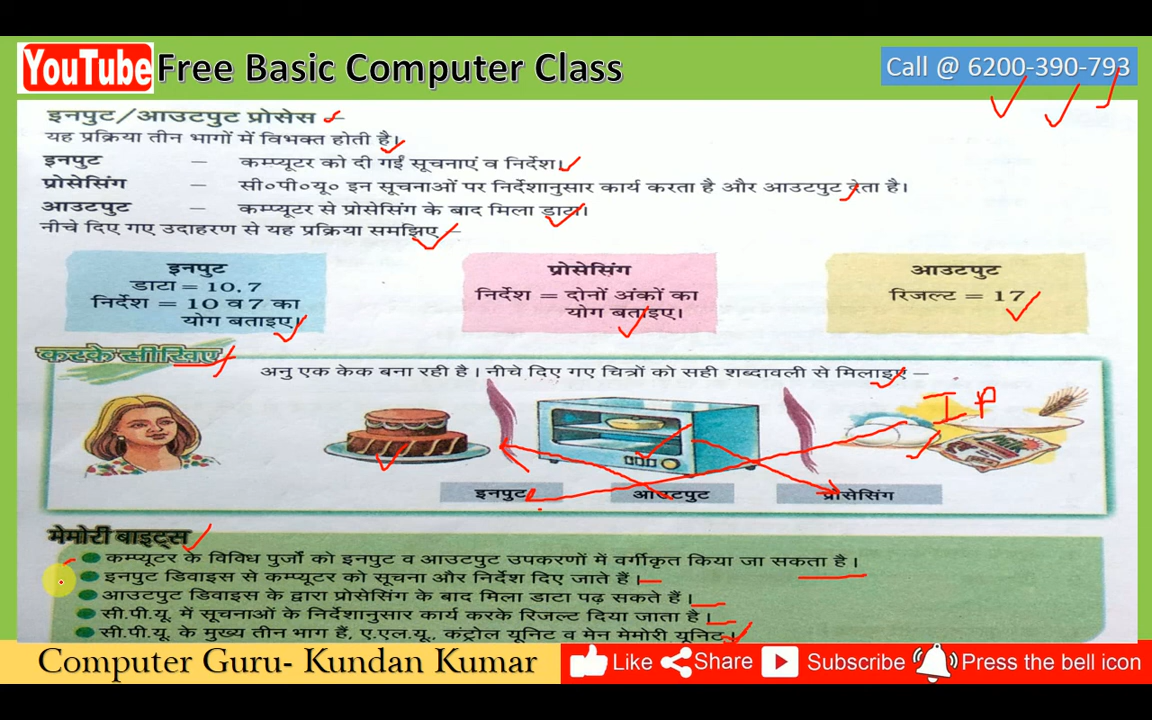 YouTube Free Basic Computer Class
Call @ 6200-390-793
इनपुट/आउटपुट प्रोसेस –
यह प्रक्रिया तीन भागों में विभक्त होती है।
इनपुट – कम्प्यूटर को दी गईं सूचनाएं व निर्देश।
प्रोसेसिंग – सी०पी०यू० इन सूचनाओं पर निर्देशानुसार कार्य करता है और आउटपुट देता है।
आउटपुट – कम्प्यूटर से प्रोसेसिंग के बाद मिला डाटा।
नीचे दिए गए उदाहरण से यह प्रक्रिया समझिए –
इनपुट
डाटा = 10, 7
निर्देश = 10 व 7 का
योग बताइए।
प्रोसेसिंग
निर्देश = दोनों अंकों का
योग बताइए।
आउटपुट
रिजल्ट = 17
करके सीखिए
अनु एक केक बना रही है। नीचे दिए गए चित्रों को सही शब्दावली से मिलाइए –
I P
इनपुट आउटपुट प्रोसेसिंग
मेमोरी बाइट्स
कम्प्यूटर के विविध पुर्जों को इनपुट व आउटपुट उपकरणों में वर्गीकृत किया जा सकता है।
इनपुट डिवाइस से कम्प्यूटर को सूचना और निर्देश दिए जाते हैं।
आउटपुट डिवाइस के द्वारा प्रोसेसिंग के बाद मिला डाटा पढ़ सकते हैं।
सी.पी.यू. में सूचनाओं के निर्देशानुसार कार्य करके रिजल्ट दिया जाता है।
सी.पी.यू. के मुख्य तीन भाग हैं, ए.एल.यू., कंट्रोल यूनिट व मेन मेमोरी यूनिट।
Computer Guru- Kundan Kumar
Like Share Subscribe Press the bell icon